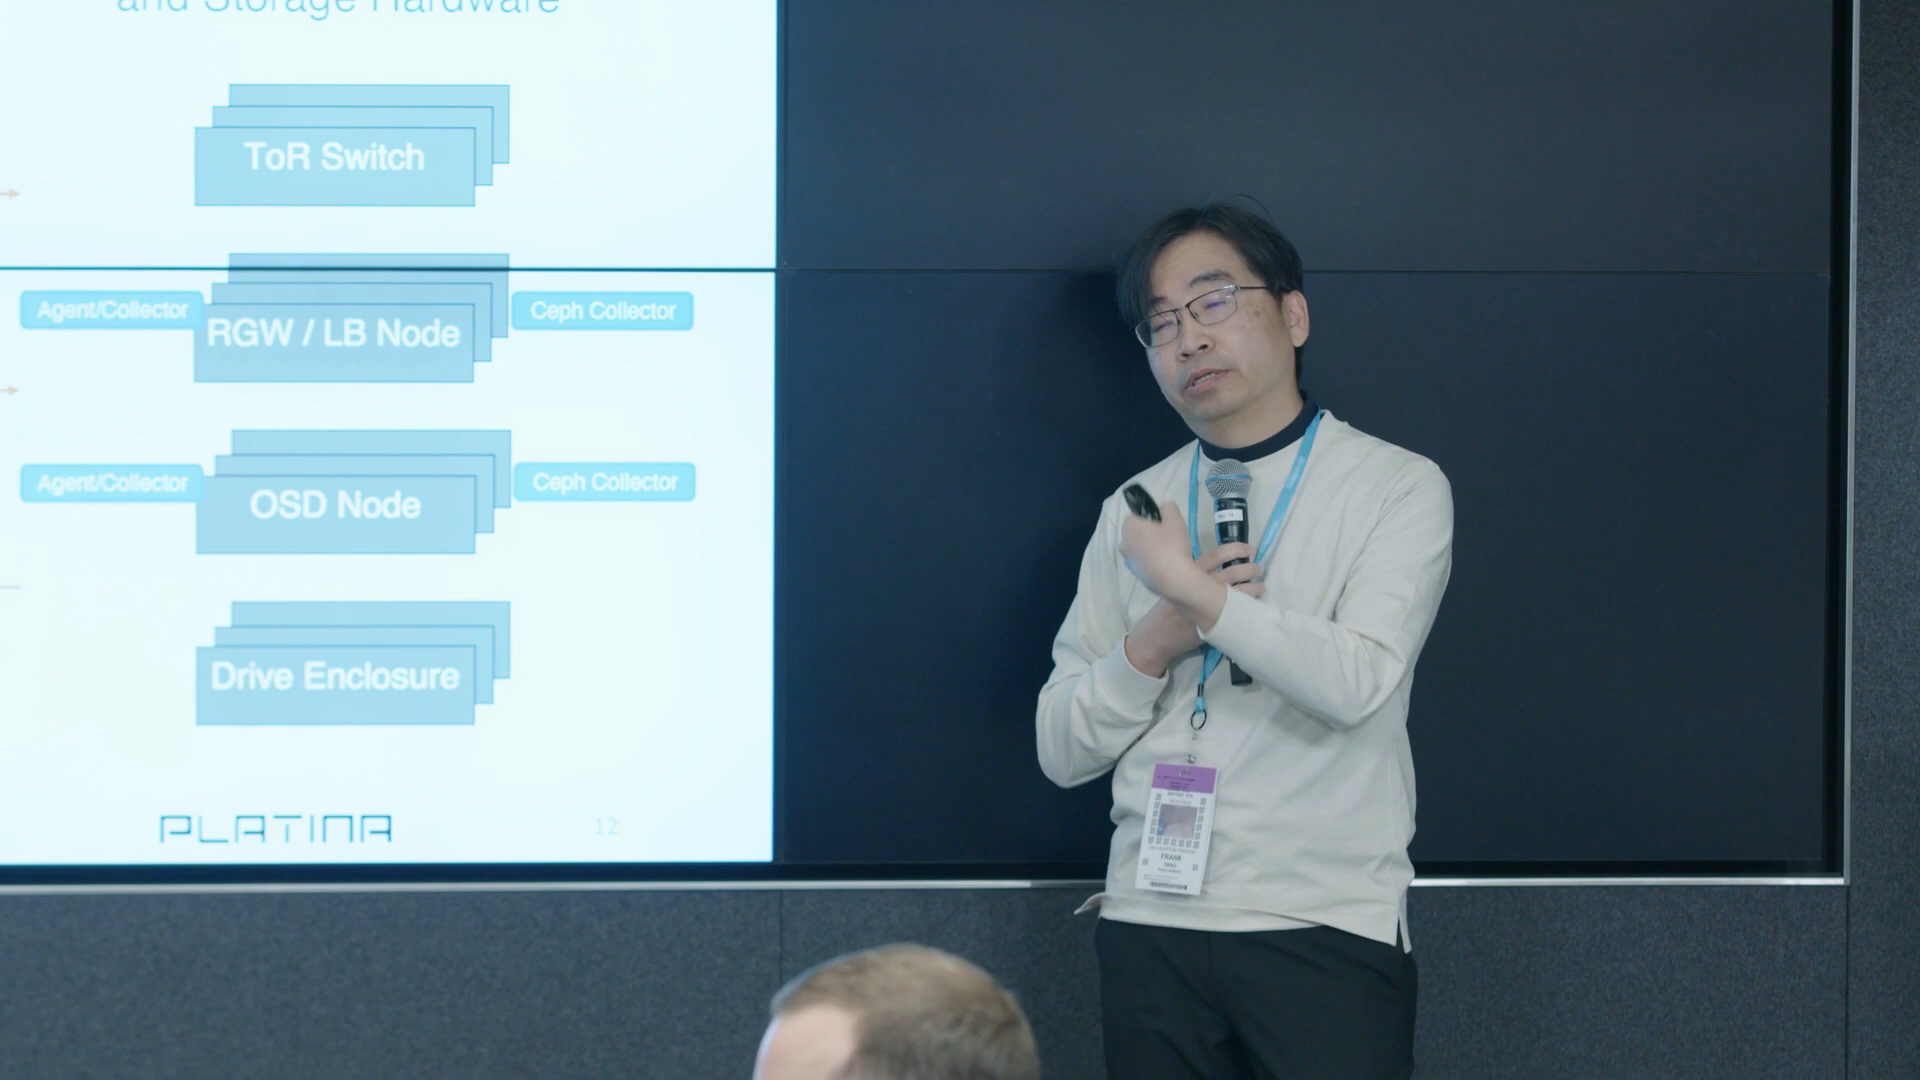 and Storage Hardware
ToR Switch
Agent/Collector
RGW / LB Node
Ceph Collector
Agent/Collector
OSD Node
Ceph Collector
Drive Enclosure
PLATINA
12
FRANK